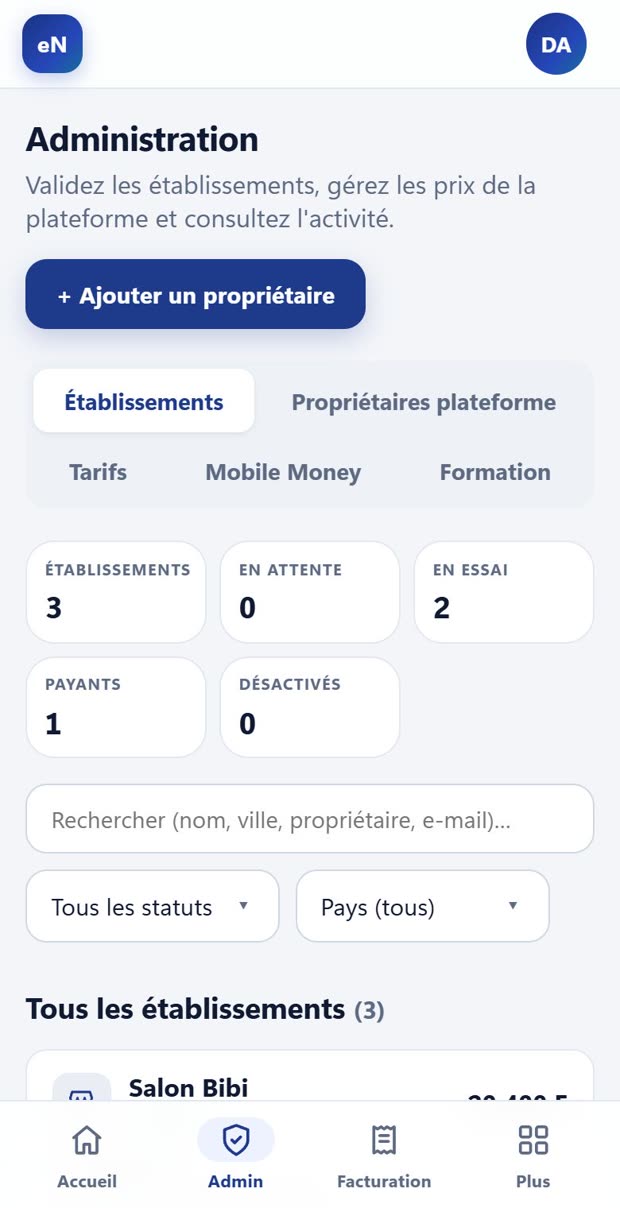 eN
DA
Administration
Validez les établissements, gérez les prix de la
plateforme et consultez l'activité.
+ Ajouter un propriétaire
Établissements
Propriétaires plateforme
Tarifs
Mobile Money
Formation
ÉTABLISSEMENTS
3
EN ATTENTE
0
EN ESSAI
2
PAYANTS
1
DÉSACTIVÉS
0
Rechercher (nom, ville, propriétaire, e-mail)...
Tous les statuts
Pays (tous)
Tous les établissements (3)
Salon Bibi
Accueil
Admin
Facturation
Plus